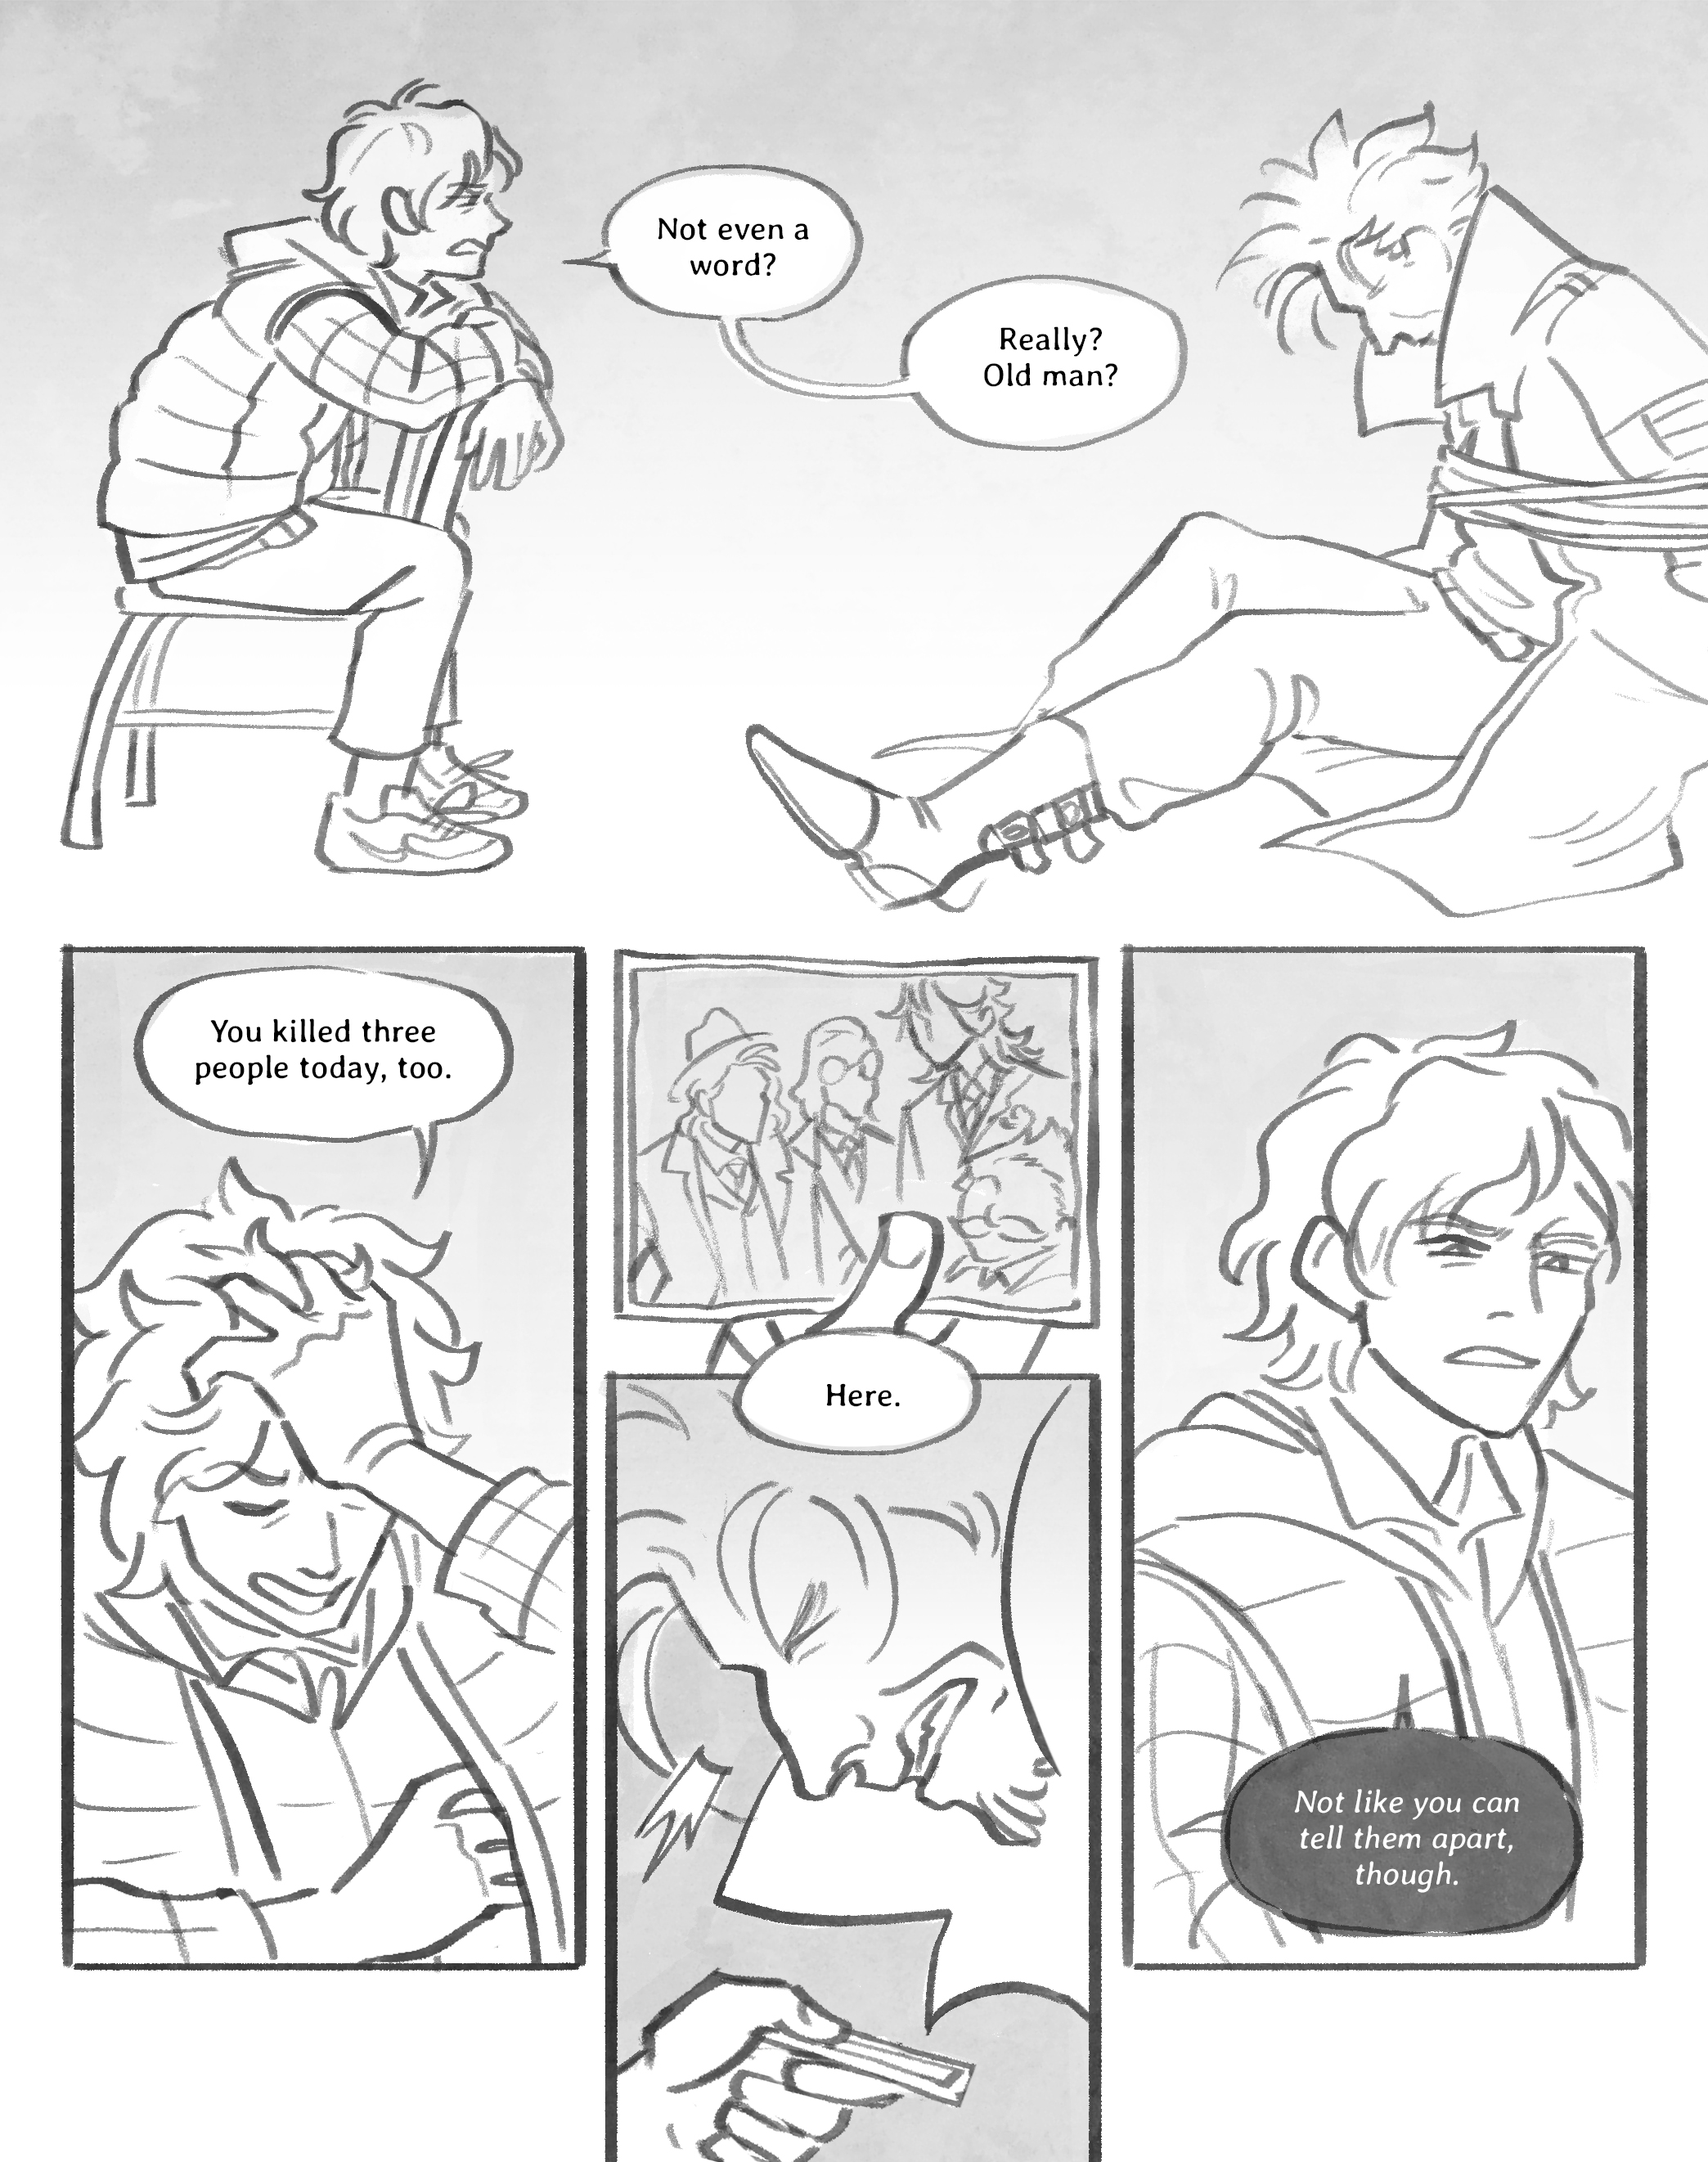 Not even a
word?
Really?
Old man?
You killed three
people today, too.
Here.
Not like you can
tell them apart,
though.